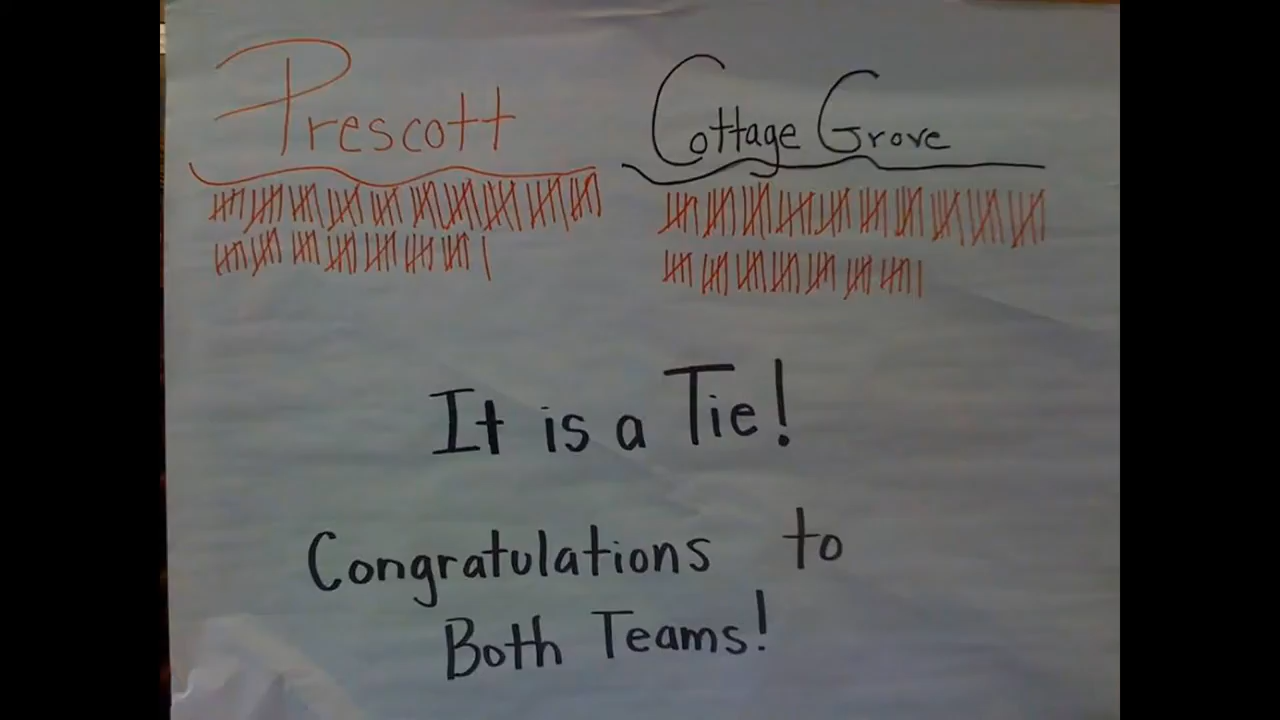 Prescott
Cottage Grove
It is a Tie!
Congratulations to
Both Teams!